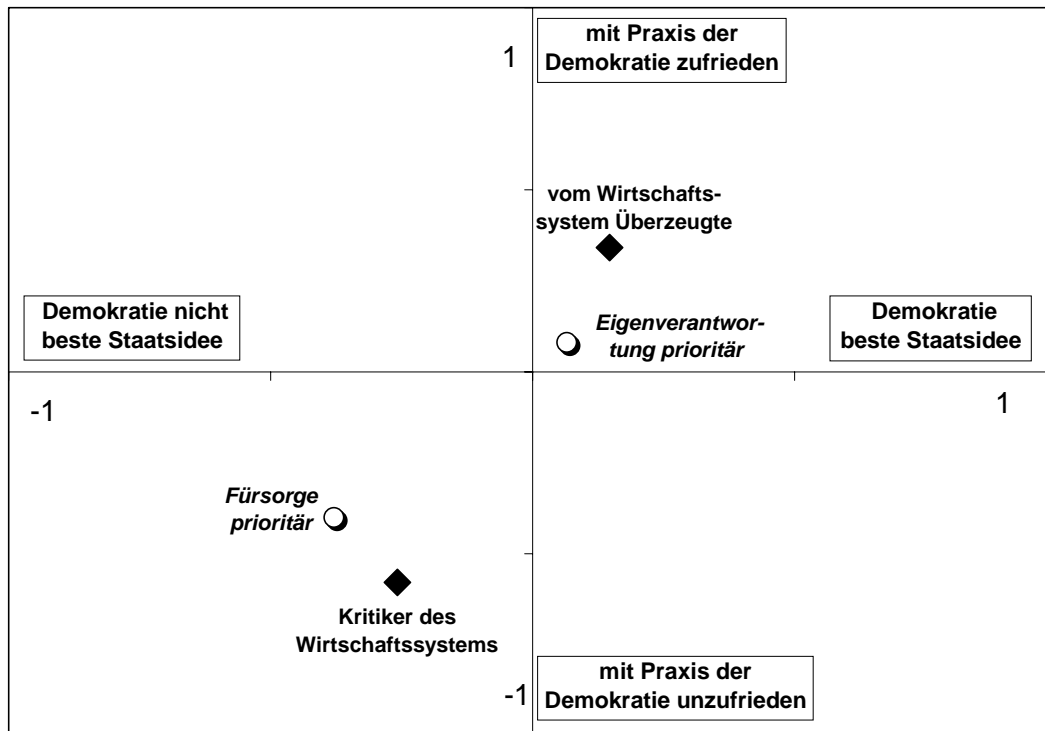 mit Praxis der
Demokratie zufrieden
1
vom Wirtschafts-
system Überzeugte
Demokratie nicht
beste Staatsidee
Eigenverantwor-
tung prioritär
Demokratie
beste Staatsidee
-1
1
Fürsorge
prioritär
Kritiker des
Wirtschaftssystems
mit Praxis der
Demokratie unzufrieden
-1